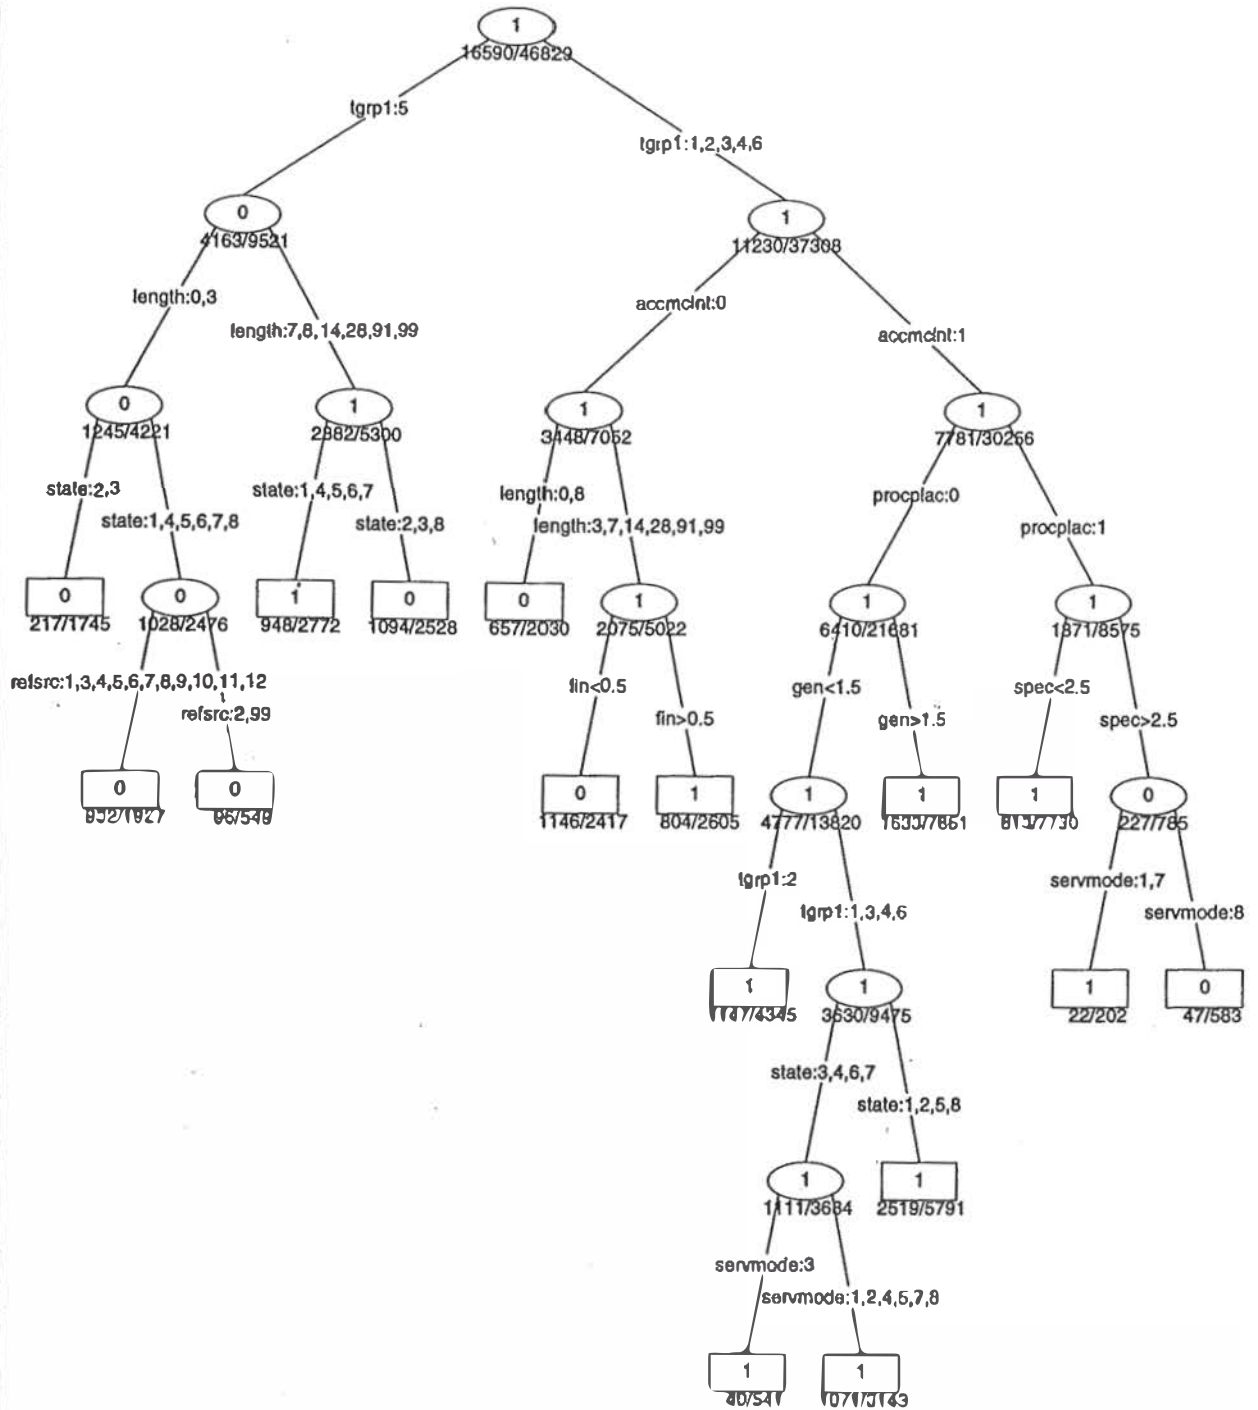 1
16590/46829
tgrp1:5
tgrp1:1,2,3,4,6
0
4163/9521
1
11230/37308
length:0,3
length:7,8,14,28,91,99
accmdnt:0
accmdnt:1
0
1245/4221
1
2382/5300
1
3448/7052
1
7781/30256
state:2,3
state:1,4,5,6,7,8
state:1,4,5,6,7
state:2,3,8
length:0,8
length:3,7,14,28,91,99
procplac:0
procplac:1
0
217/1745
0
1028/2476
1
948/2772
0
1094/2528
0
657/2030
1
2075/5022
1
6410/21681
1
1371/8575
refsrc:1,3,4,5,6,7,8,9,10,11,12
refsrc:2,99
fin<0.5
fin>0.5
gen<1.5
gen>1.5
spec<2.5
spec>2.5
0
0
0
1146/2417
1
804/2605
1
4777/13820
1
1
0
227/785
tgrp1:2
tgrp1:1,3,4,6
servmode:1,7
servmode:8
1
1
3630/9475
1
22/202
0
47/583
state:3,4,6,7
state:1,2,5,8
1
1111/3684
1
2519/5791
servmode:3
servmode:1,2,4,5,7,8
1
1